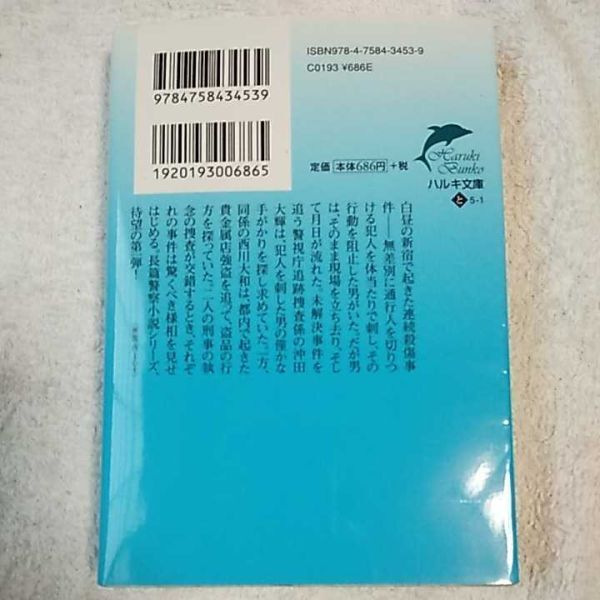 ISBN978-4-7584-3453-9
C0193 ¥686E
9784758434539
1920193006865
定価 本体686円 +税
Haruki
Bunko
ハルキ文庫
と 5-1
白昼の新宿で起きた連続殺傷事
件――無差別に通行人を切りつ
ける犯人を体当たりで刺し、その
行動を阻止した男がいた。だが男
は、そのまま現場を立ち去り、そし
て月日が流れた。未解決事件を
追う警視庁追跡捜査係の沖田
大輝は、犯人を刺した男の僅かな
手がかりを探し求めていた。一方、
同係の西川大和は、都内で起きた
貴金属店強盗を追って、盗品の行
方を探っていた。二人の刑事の執
念の捜査が交錯するとき、それぞ
れの事件は驚くべき様相を見せ
はじめる。長篇警察小説シリーズ、
待望の第一弾!